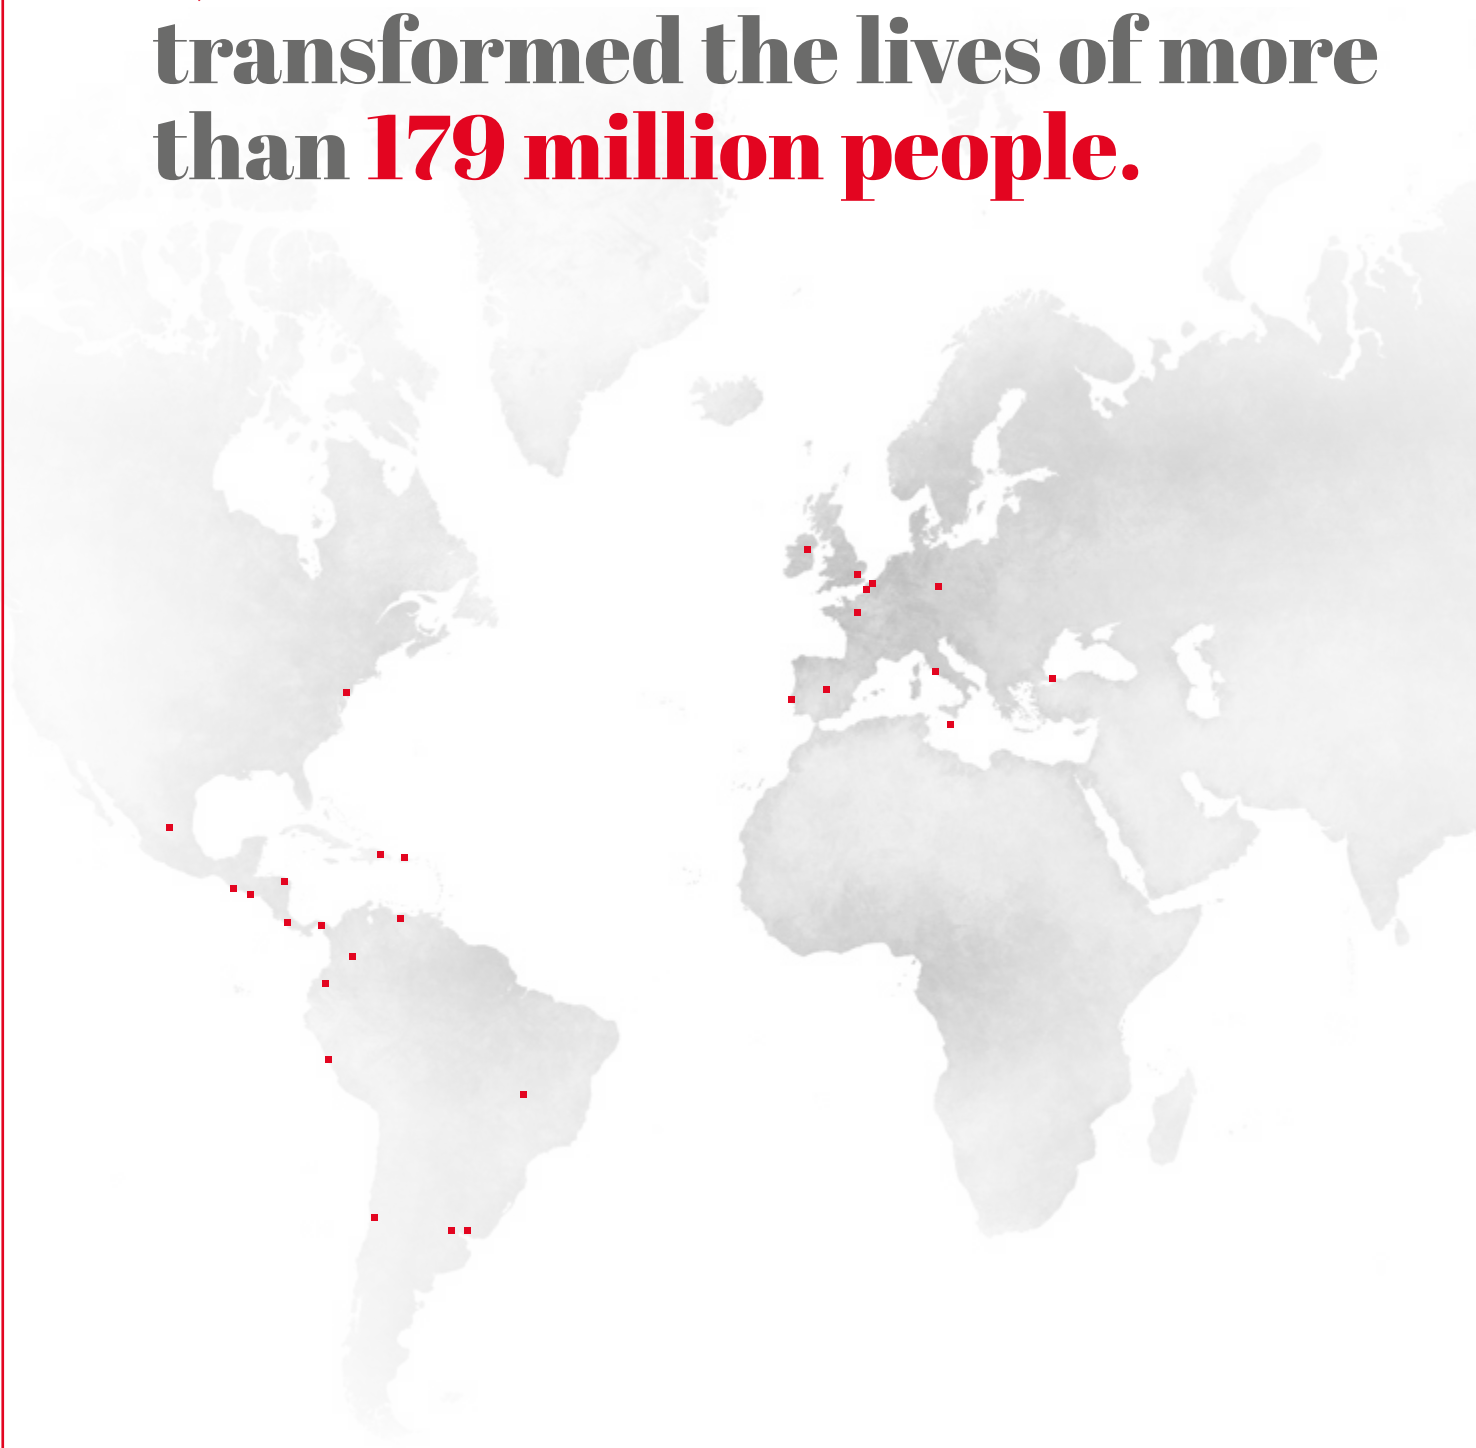 transformed the lives of more
than 179 million people.